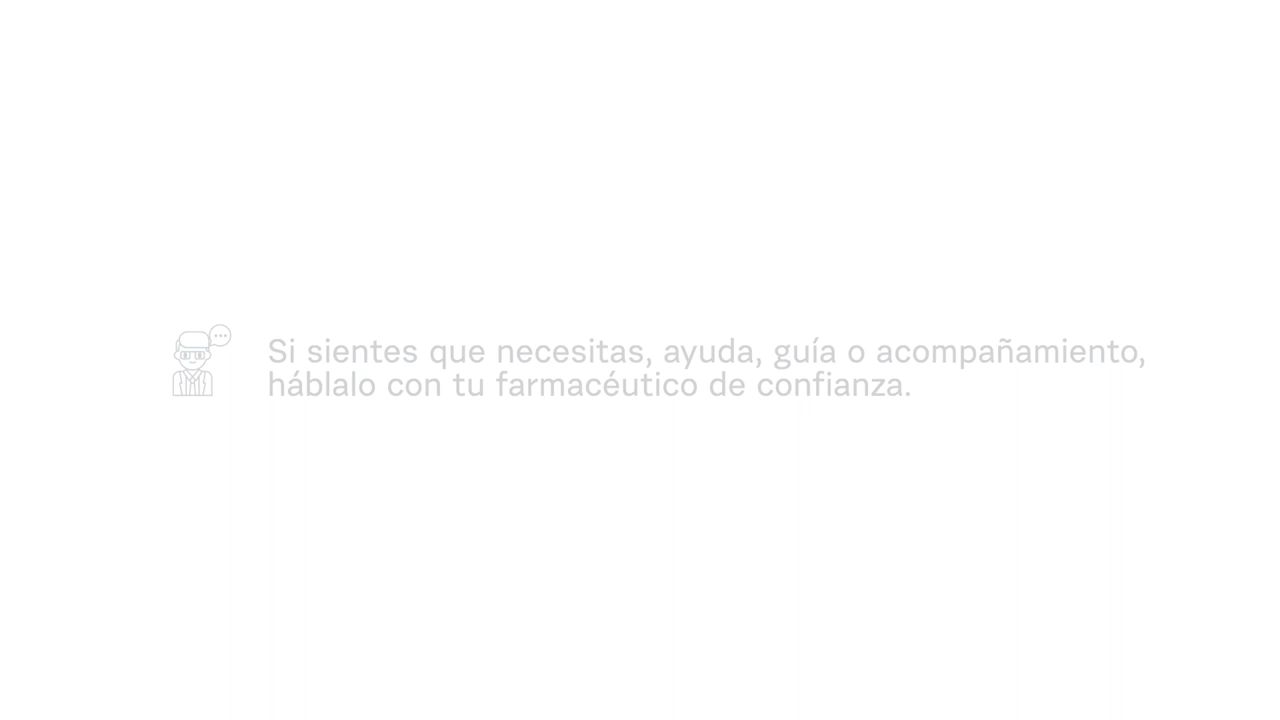 Si sientes que necesitas, ayuda, guía o acompañamiento,
háblalo con tu farmacéutico de confianza.